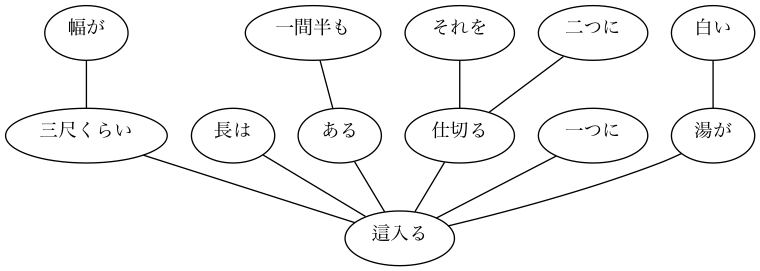 幅が 一間半も それを 二つに 白い
三尺くらい 長は ある 仕切る 一つに 湯が
這入る